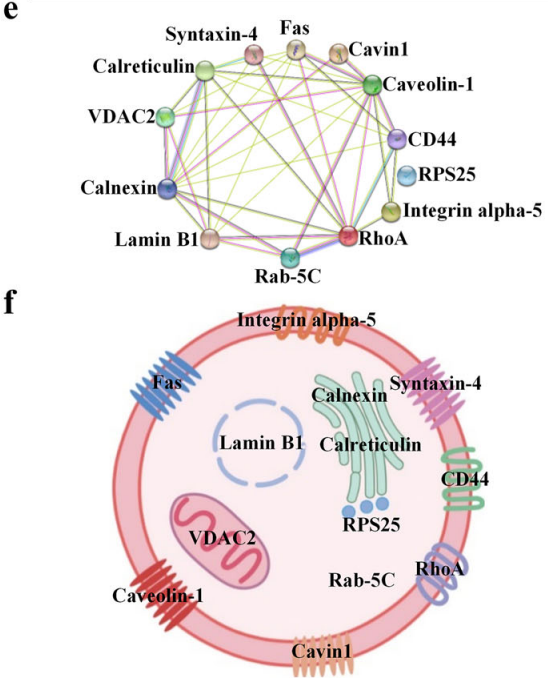 e
Syntaxin-4
Fas
Cavin1
Calreticulin
Caveolin-1
VDAC2
CD44
RPS25
Calnexin
Integrin alpha-5
Lamin B1
RhoA
Rab-5C
f
Integrin alpha-5
Fas
Calnexin
Syntaxin-4
Lamin B1
Calreticulin
CD44
RPS25
VDAC2
RhoA
Rab-5C
Caveolin-1
Cavin1